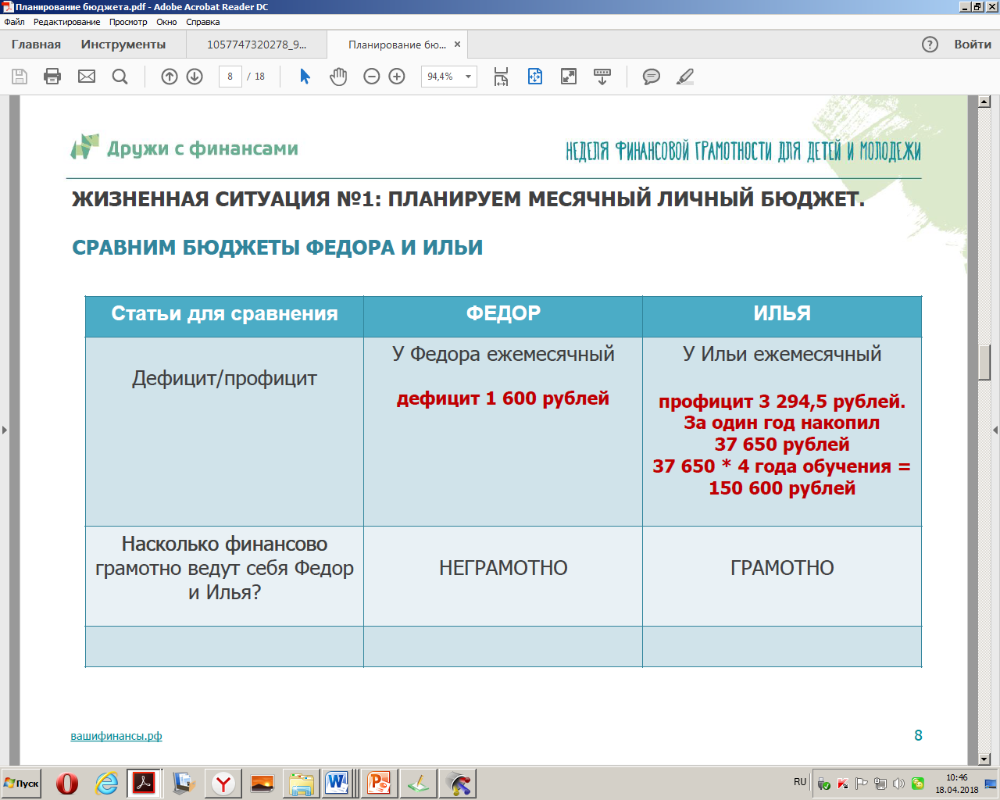 Планирование бюджета.pdf - Adobe Acrobat Reader DC
Файл Редактирование Просмотр Окно Справка
Главная Инструменты 1057747320278_9... Планирование бю... × ? Войти
8 / 18 94,4%
Дружи с финансами
НЕДЕЛЯ ФИНАНСОВОЙ ГРАМОТНОСТИ ДЛЯ ДЕТЕЙ И МОЛОДЕЖИ
ЖИЗНЕННАЯ СИТУАЦИЯ №1: ПЛАНИРУЕМ МЕСЯЧНЫЙ ЛИЧНЫЙ БЮДЖЕТ.
СРАВНИМ БЮДЖЕТЫ ФЕДОРА И ИЛЬИ
Статьи для сравнения
ФЕДОР
ИЛЬЯ
Дефицит/профицит
У Федора ежемесячный
дефицит 1 600 рублей
У Ильи ежемесячный
профицит 3 294,5 рублей.
За один год накопил
37 650 рублей
37 650 * 4 года обучения =
150 600 рублей
Насколько финансово
грамотно ведут себя Федор
и Илья?
НЕГРАМОТНО
ГРАМОТНО
вашифинансы.рф
8
Пуск
RU
10:46
18.04.2018